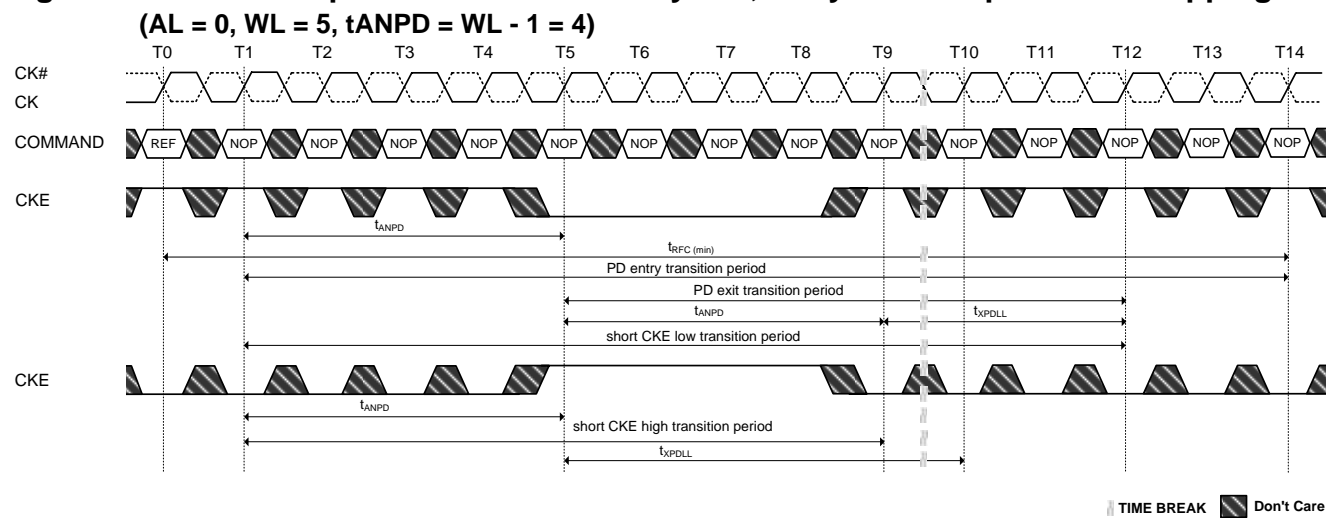 (AL = 0, WL = 5, tANPD = WL - 1 = 4)
T0 T1 T2 T3 T4 T5 T6 T7 T8 T9 T10 T11 T12 T13 T14
CK#
CK
COMMAND REF NOP NOP NOP NOP NOP NOP NOP NOP NOP NOP NOP NOP NOP NOP
CKE
tANPD
tRFC (min)
PD entry transition period
PD exit transition period
tANPD tXPDLL
short CKE low transition period
CKE
tANPD
short CKE high transition period
tXPDLL
TIME BREAK Don't Care